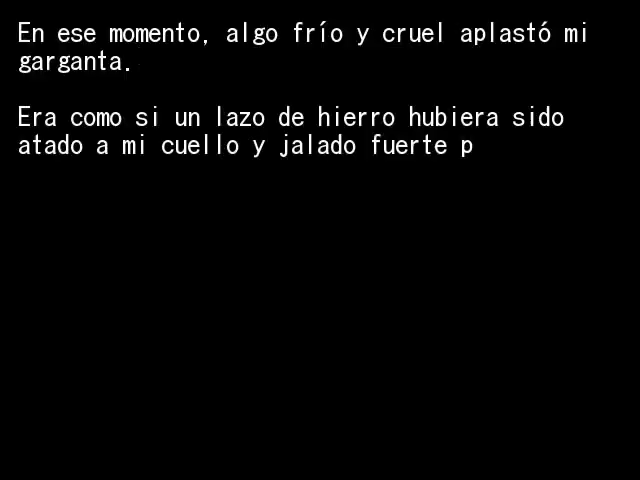 En ese momento, algo frío y cruel aplastó mi
garganta.
Era como si un lazo de hierro hubiera sido
atado a mi cuello y jalado fuerte p